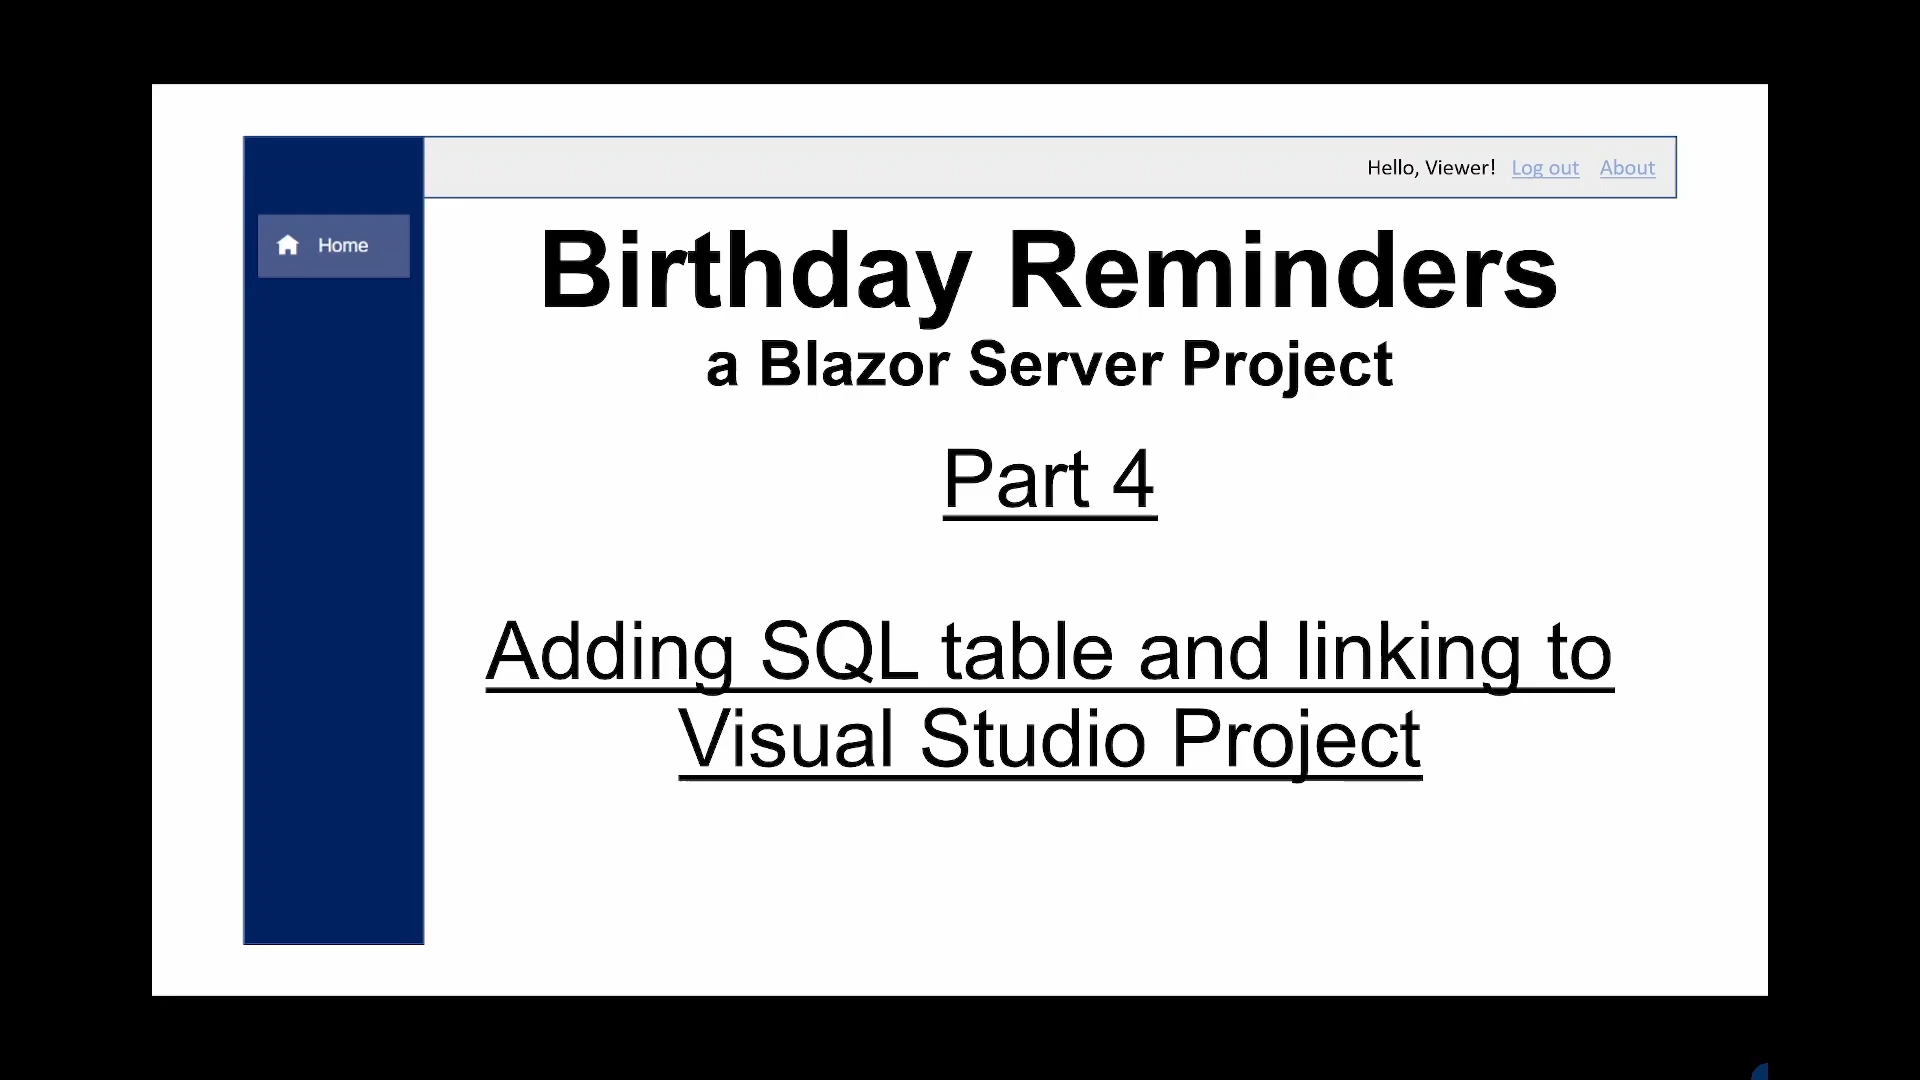 Hello, Viewer! Log out About
Home
Birthday Reminders
a Blazor Server Project
Part 4
Adding SQL table and linking to
Visual Studio Project